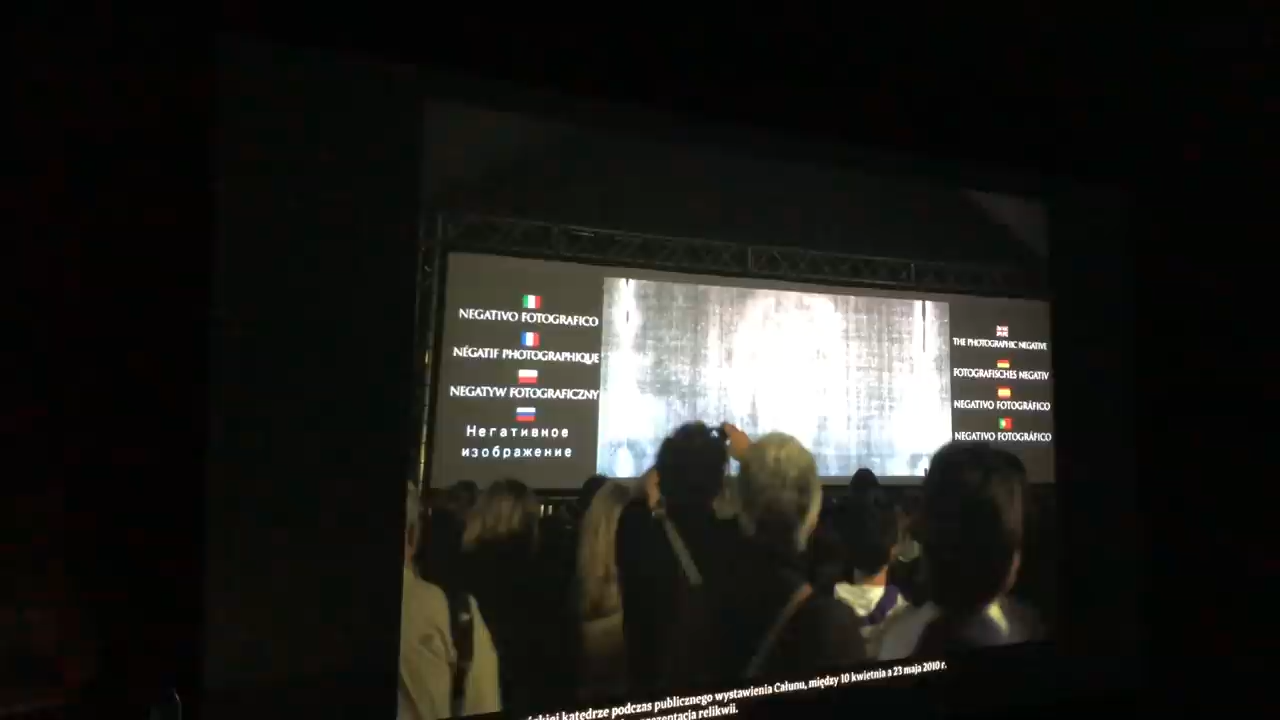 NEGATIVO FOTOGRAFICO
NÉGATIF PHOTOGRAPHIQUE
NEGATYW FOTOGRAFICZNY
Негативное
изображение
THE PHOTOGRAPHIC NEGATIVE
FOTOGRAFISCHES NEGATIV
NEGATIVO FOTOGRÁFICO
NEGATIVO FOTOGRÁFICO
katedrze podczas publicznego wystawienia Całunu, między 10 kwietnia a 23 maja 2010 r.
relikwii.